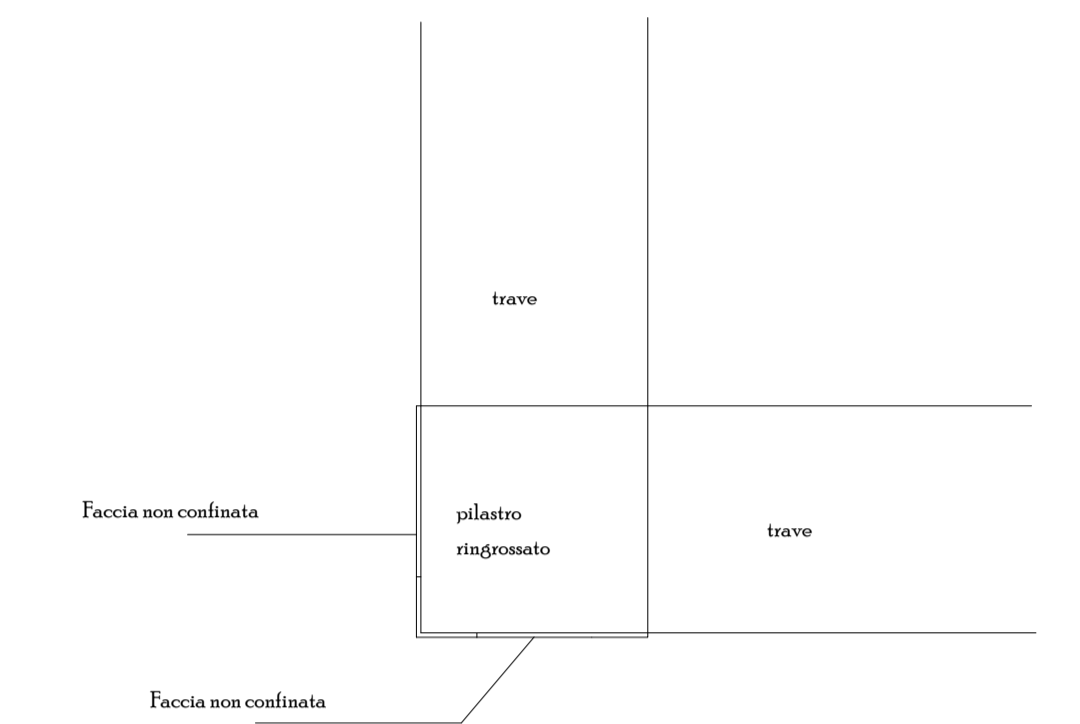 trave
Faccia non confinata
pilastro
ringrossato
trave
Faccia non confinata